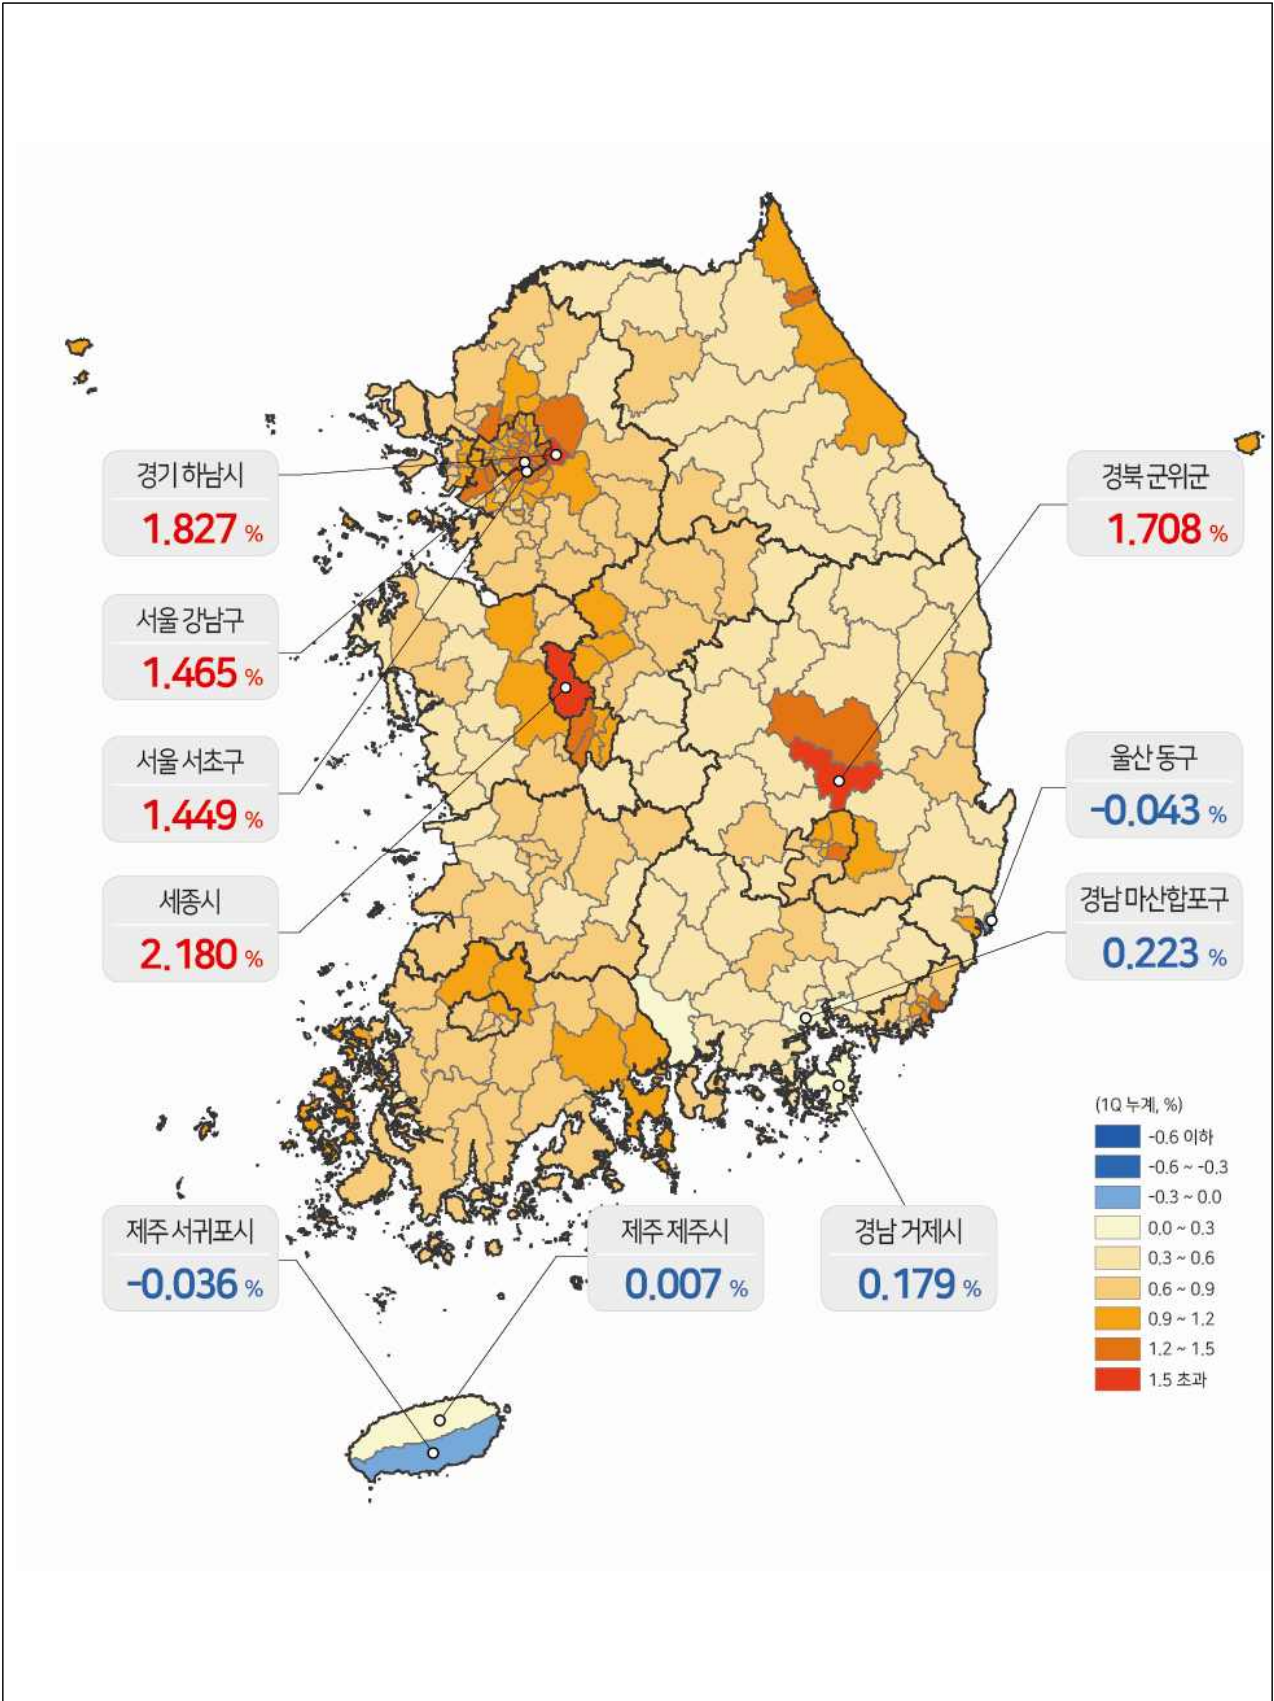 경기 하남시
1.827 %
서울 강남구
1.465 %
서울 서초구
1.449 %
세종시
2.180 %
경북 군위군
1.708 %
울산 동구
-0.043 %
경남 마산합포구
0.223 %
제주 서귀포시
-0.036 %
제주 제주시
0.007 %
경남 거제시
0.179 %
(1Q 누계, %)
-0.6 이하
-0.6 ~ -0.3
-0.3 ~ 0.0
0.0 ~ 0.3
0.3 ~ 0.6
0.6 ~ 0.9
0.9 ~ 1.2
1.2 ~ 1.5
1.5 초과